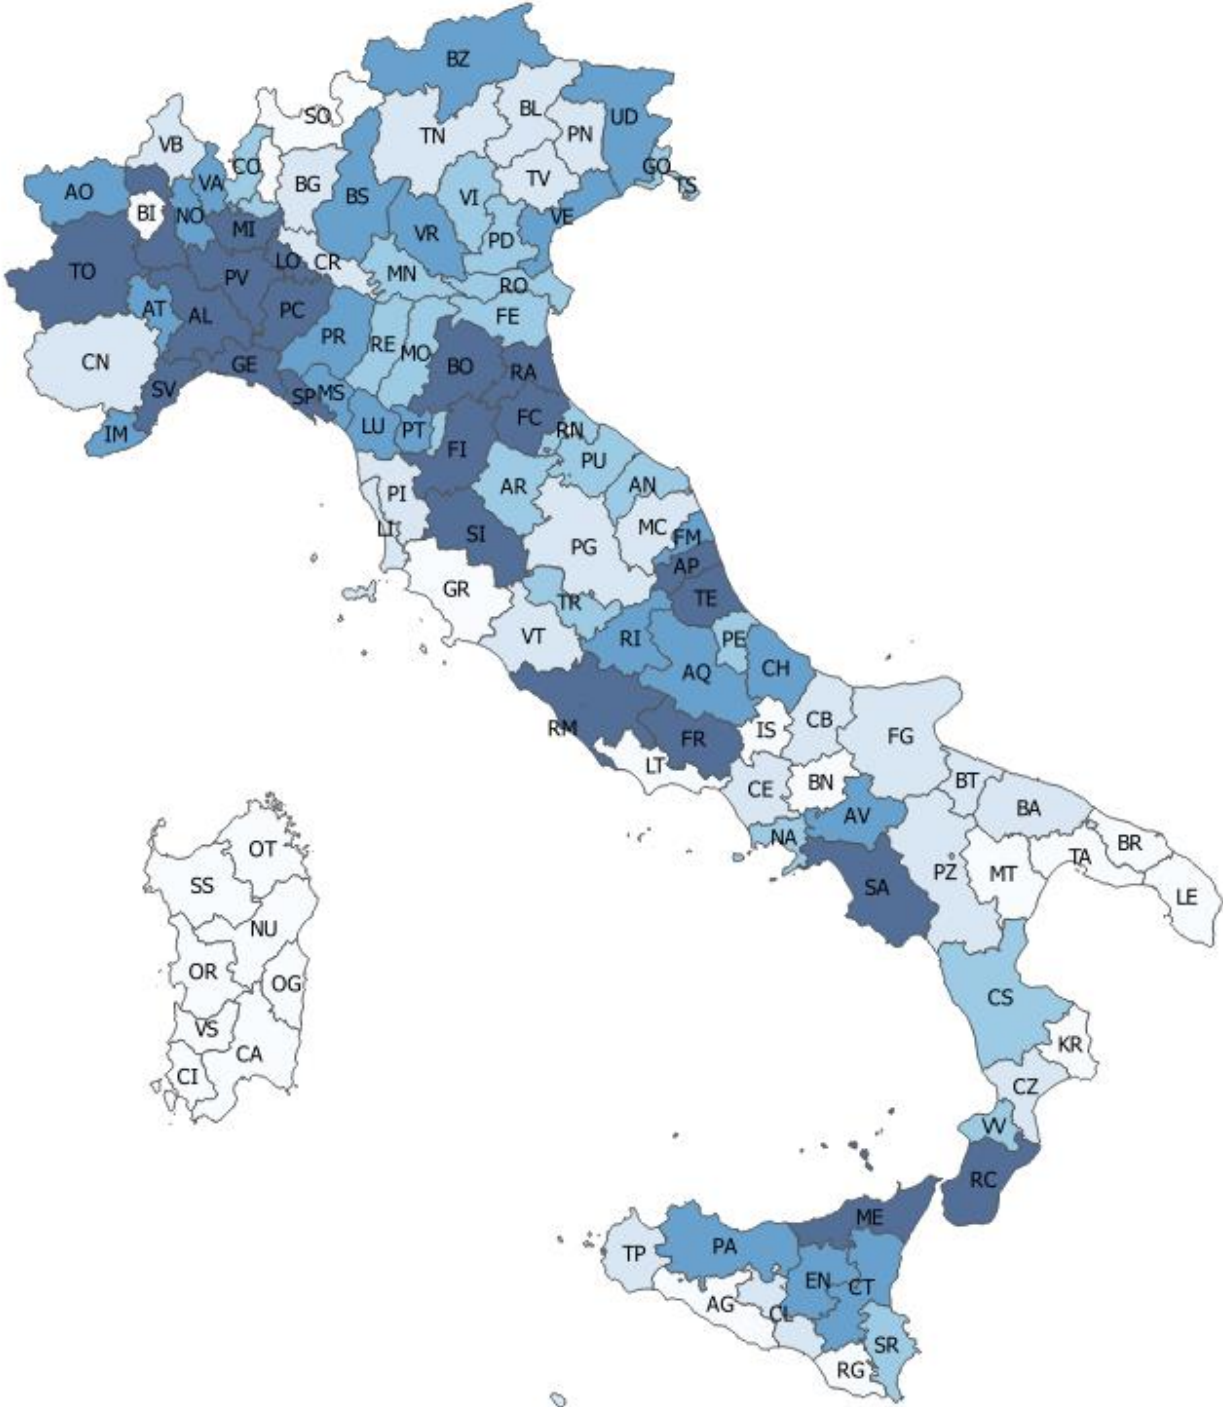 BZ
BL
UD
SO
TN
PN
VB
CO
GO
TV
TS
AO
VA
BG
BS
VI
BI
NO
VE
MI
VR
PD
TO
LO
CR
MN
PV
RO
AT
AL
PC
FE
PR
RE
MO
CN
GE
BO
RA
SV
SP
MS
FC
IM
LU
PT
RN
FI
PU
AR
AN
PI
LI
SI
MC
FM
PG
AP
GR
TR
TE
VT
RI
PE
AQ
CH
RM
FR
IS
CB
FG
LT
CE
BN
BT
AV
BA
NA
OT
BR
TA
SS
SA
PZ
MT
LE
NU
OR
OG
CS
VS
CA
KR
CI
CZ
VV
RC
ME
TP
PA
EN
CT
AG
CL
SR
RG